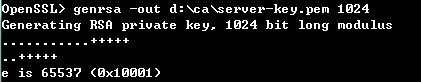 OpenSSL> genrsa -out d:\ca\server-key.pem 1024
Generating RSA private key, 1024 bit long modulus
...........+++++
..+++++
e is 65537 (0x10001)